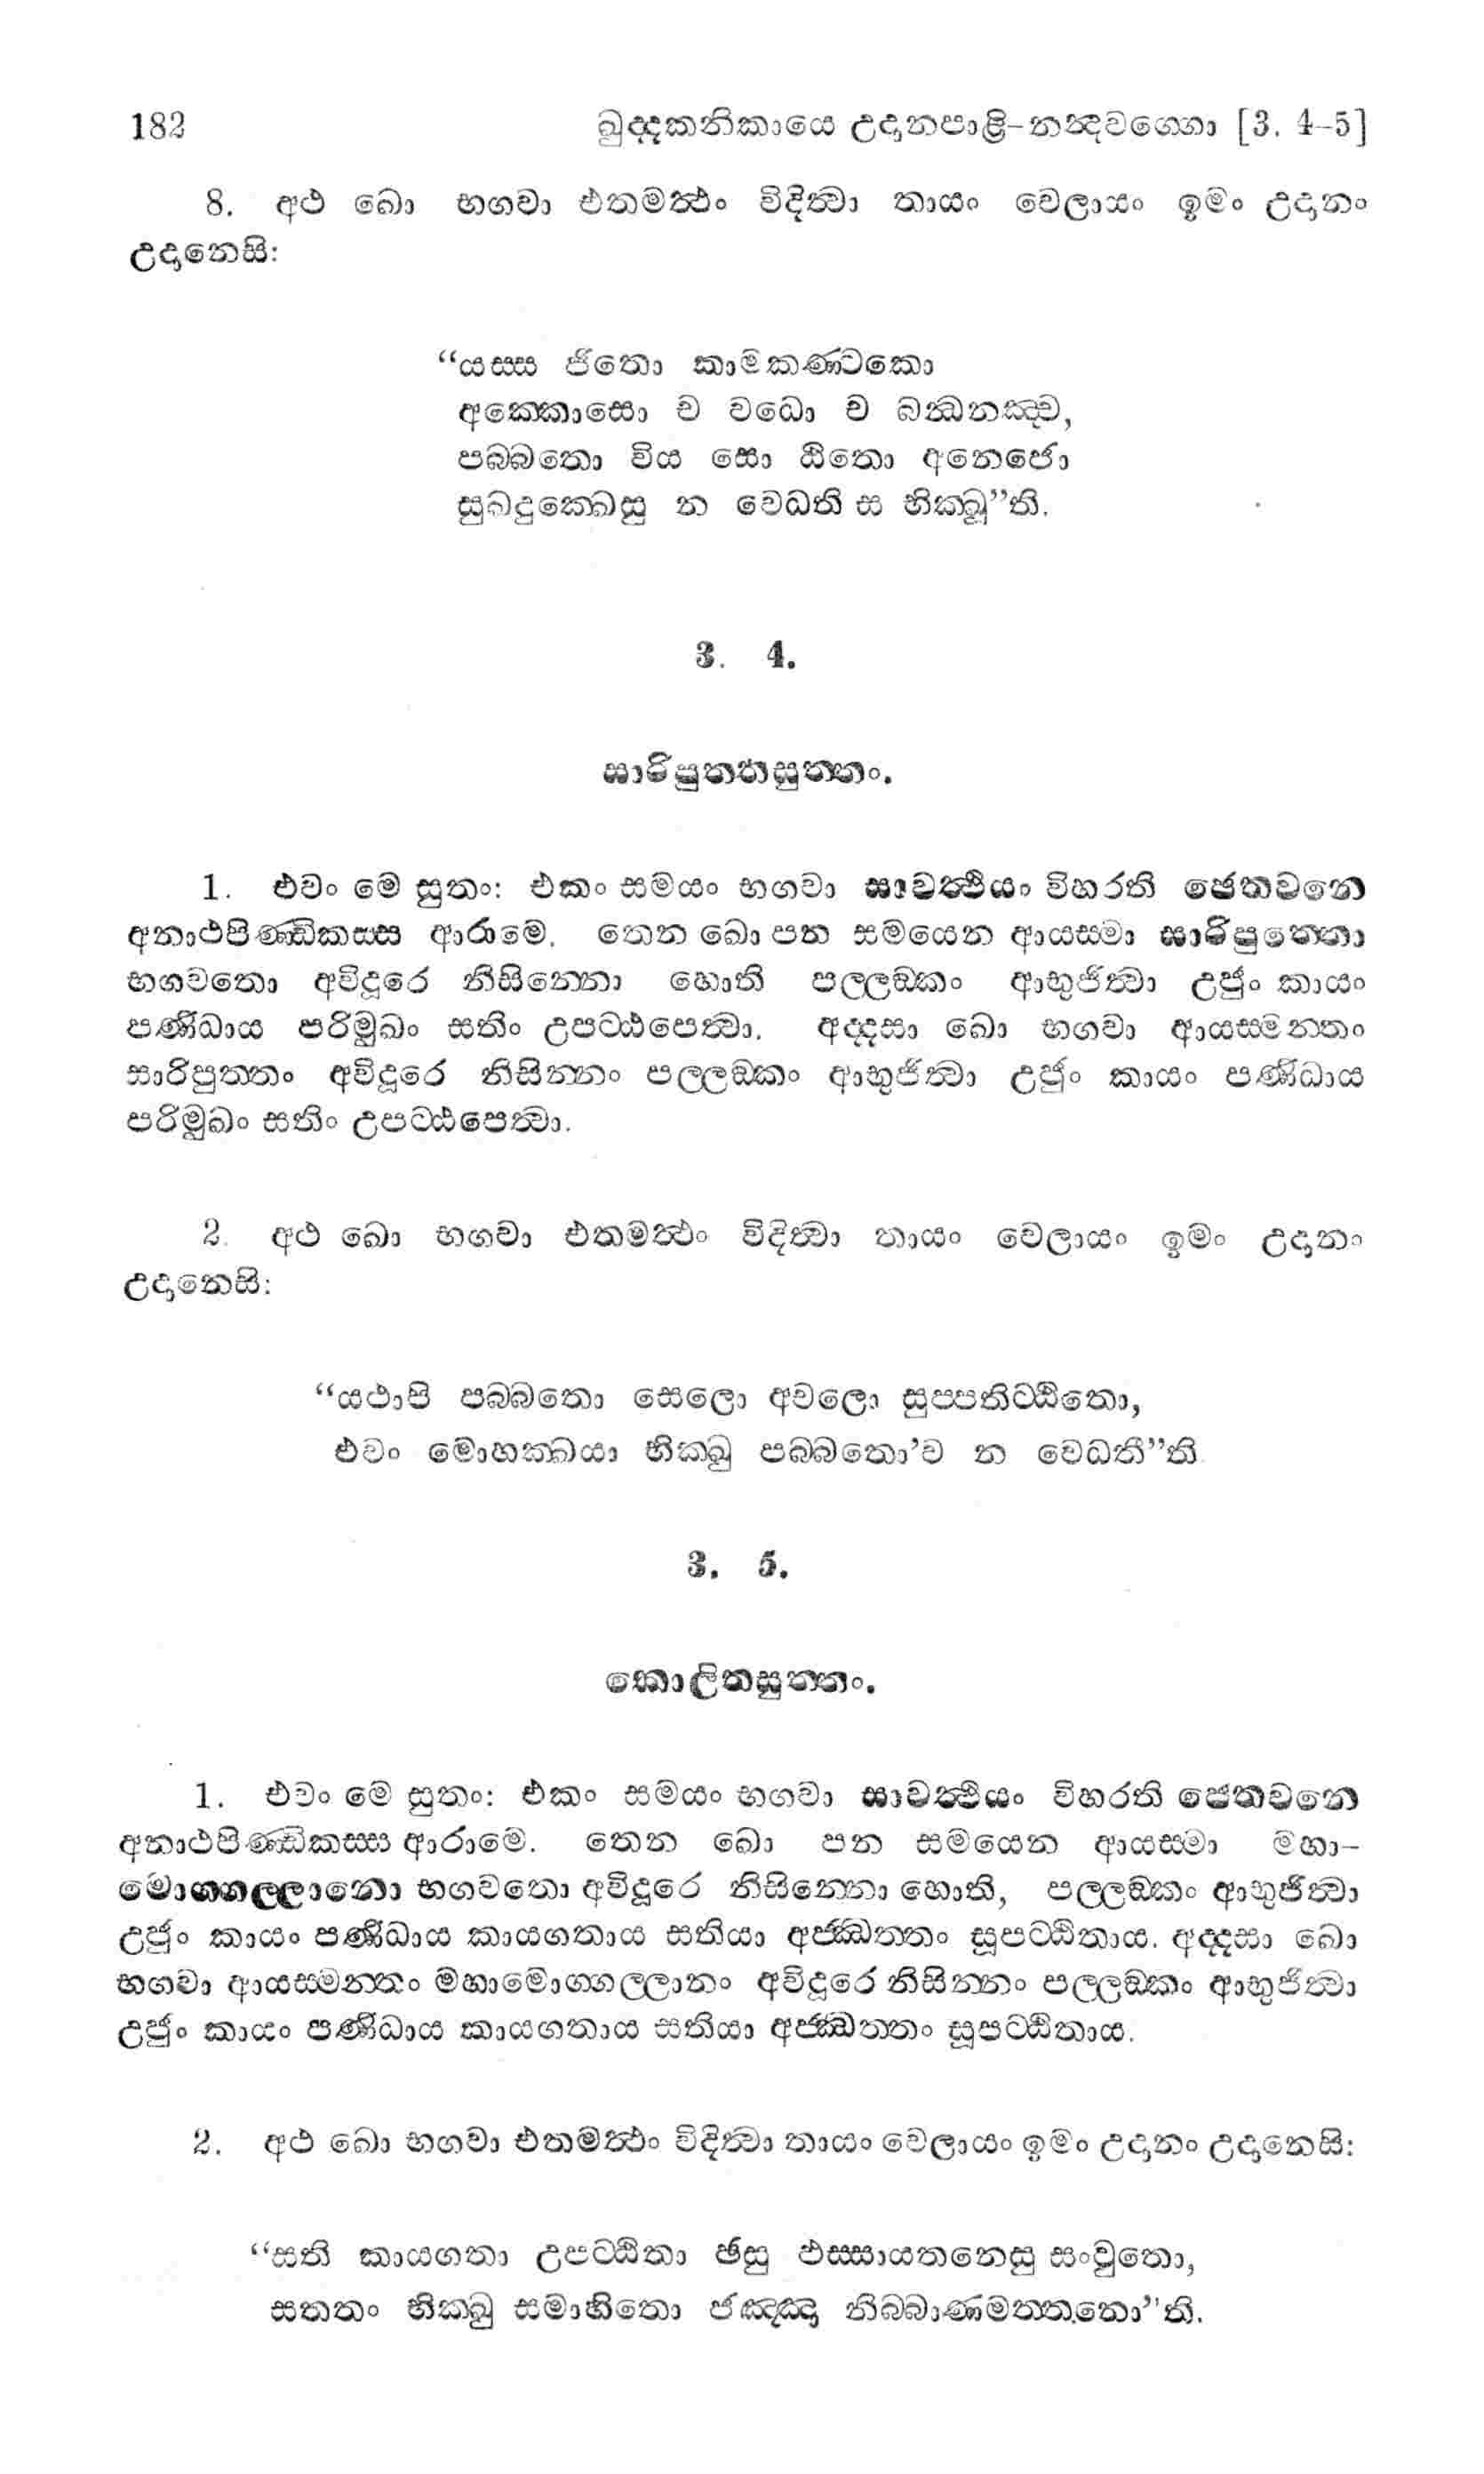 182 ඛුද්දකනිකායෙ උදානපාළි-නන්දවග්ගො [3. 4-5]
8. අථ ඛො භගවා එතමත්ථං විදිත්වා තායං වෙලායං ඉමං උදානං
උදානෙසි:
“යස්ස ජිතො කාමකණ්ටකො
අක්කොසො ච වධො ච බන්ධනඤ්ච,
පබ්බතො විය සො ඨිතො අනෙජො
සුඛදුක්ඛෙසු න වෙධති ස භික්ඛූ”ති.
3. 4.
සාරිපුත්තසුත්තං.
1. එවං මෙ සුතං: එකං සමයං භගවා සාවත්ථියං විහරති ජෙතවනෙ
අනාථපිණ්ඩිකස්ස ආරාමෙ. තෙන ඛො පන සමයෙන ආයස්මා සාරිපුත්තො
භගවතො අවිදූරෙ නිසින්නො හොති පල්ලඞ්කං ආභුජිත්වා උජුං කායං
පණිධාය පරිමුඛං සතිං උපට්ඨපෙත්වා. අද්දසා ඛො භගවා ආයස්මන්තං
සාරිපුත්තං අවිදූරෙ නිසින්නං පල්ලඞ්කං ආභුජිත්වා උජුං කායං පණිධාය
පරිමුඛං සතිං උපට්ඨපෙත්වා.
2. අථ ඛො භගවා එතමත්ථං විදිත්වා තායං වෙලායං ඉමං උදානං
උදානෙසි:
“යථාපි පබ්බතො සෙලො අචලො සුප්පතිට්ඨිතො,
එවං මොහක්ඛයා භික්ඛු පබ්බතො’ව න වෙධතී”ති
3. 5.
කොලිතසුත්තං.
1. එවං මෙ සුතං: එකං සමයං භගවා සාවත්ථියං විහරති ජෙතවනෙ
අනාථපිණ්ඩිකස්ස ආරාමෙ. තෙන ඛො පන සමයෙන ආයස්මා මහා-
මොග්ගල්ලානො භගවතො අවිදූරෙ නිසින්නො හොති, පල්ලඞ්කං ආභුජිත්වා
උජුං කායං පණිධාය කායගතාය සතියා අජ්ඣත්තං සූපට්ඨිතාය. අද්දසා ඛො
භගවා ආයස්මන්තං මහාමොග්ගල්ලානං අවිදූරෙ නිසින්නං පල්ලඞ්කං ආභුජිත්වා
උජුං කායං පණිධාය කායගතාය සතියා අජ්ඣත්තං සූපට්ඨිතාය.
2. අථ ඛො භගවා එතමත්ථං විදිත්වා තායං වෙලායං ඉමං උදානං උදානෙසි:
“සති කායගතා උපට්ඨිතා ඡසු ඵස්සායතනෙසු සංවුතො,
සතතං භික්ඛු සමාහිතො ජඤ්ඤා නිබ්බාණමත්තනො”ති.